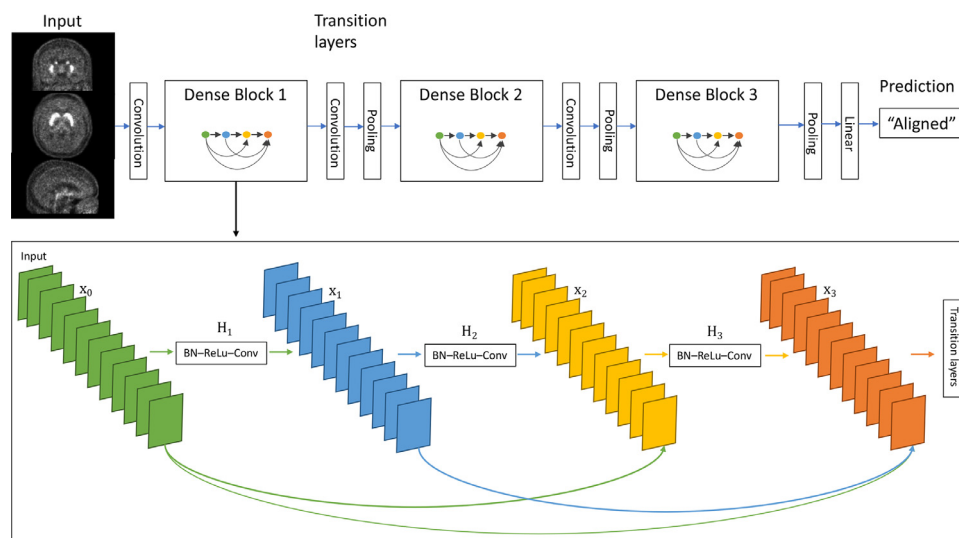 Input
Transition
layers
Prediction
Convolution
Dense Block 1
Convolution
Pooling
Dense Block 2
Convolution
Pooling
Dense Block 3
Pooling
Linear
“Aligned”
Input
x0
x1
x2
x3
H1
BN–ReLu–Conv
H2
BN–ReLu–Conv
H3
BN–ReLu–Conv
Transition layers